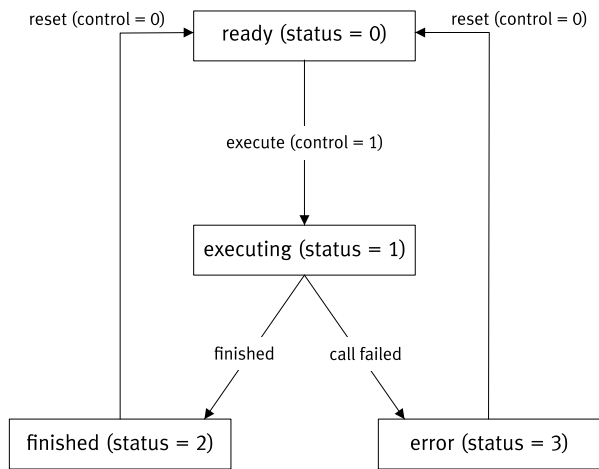 reset (control = 0)
reset (control = 0)
ready (status = 0)
execute (control = 1)
executing (status = 1)
finished
call failed
finished (status = 2)
error (status = 3)